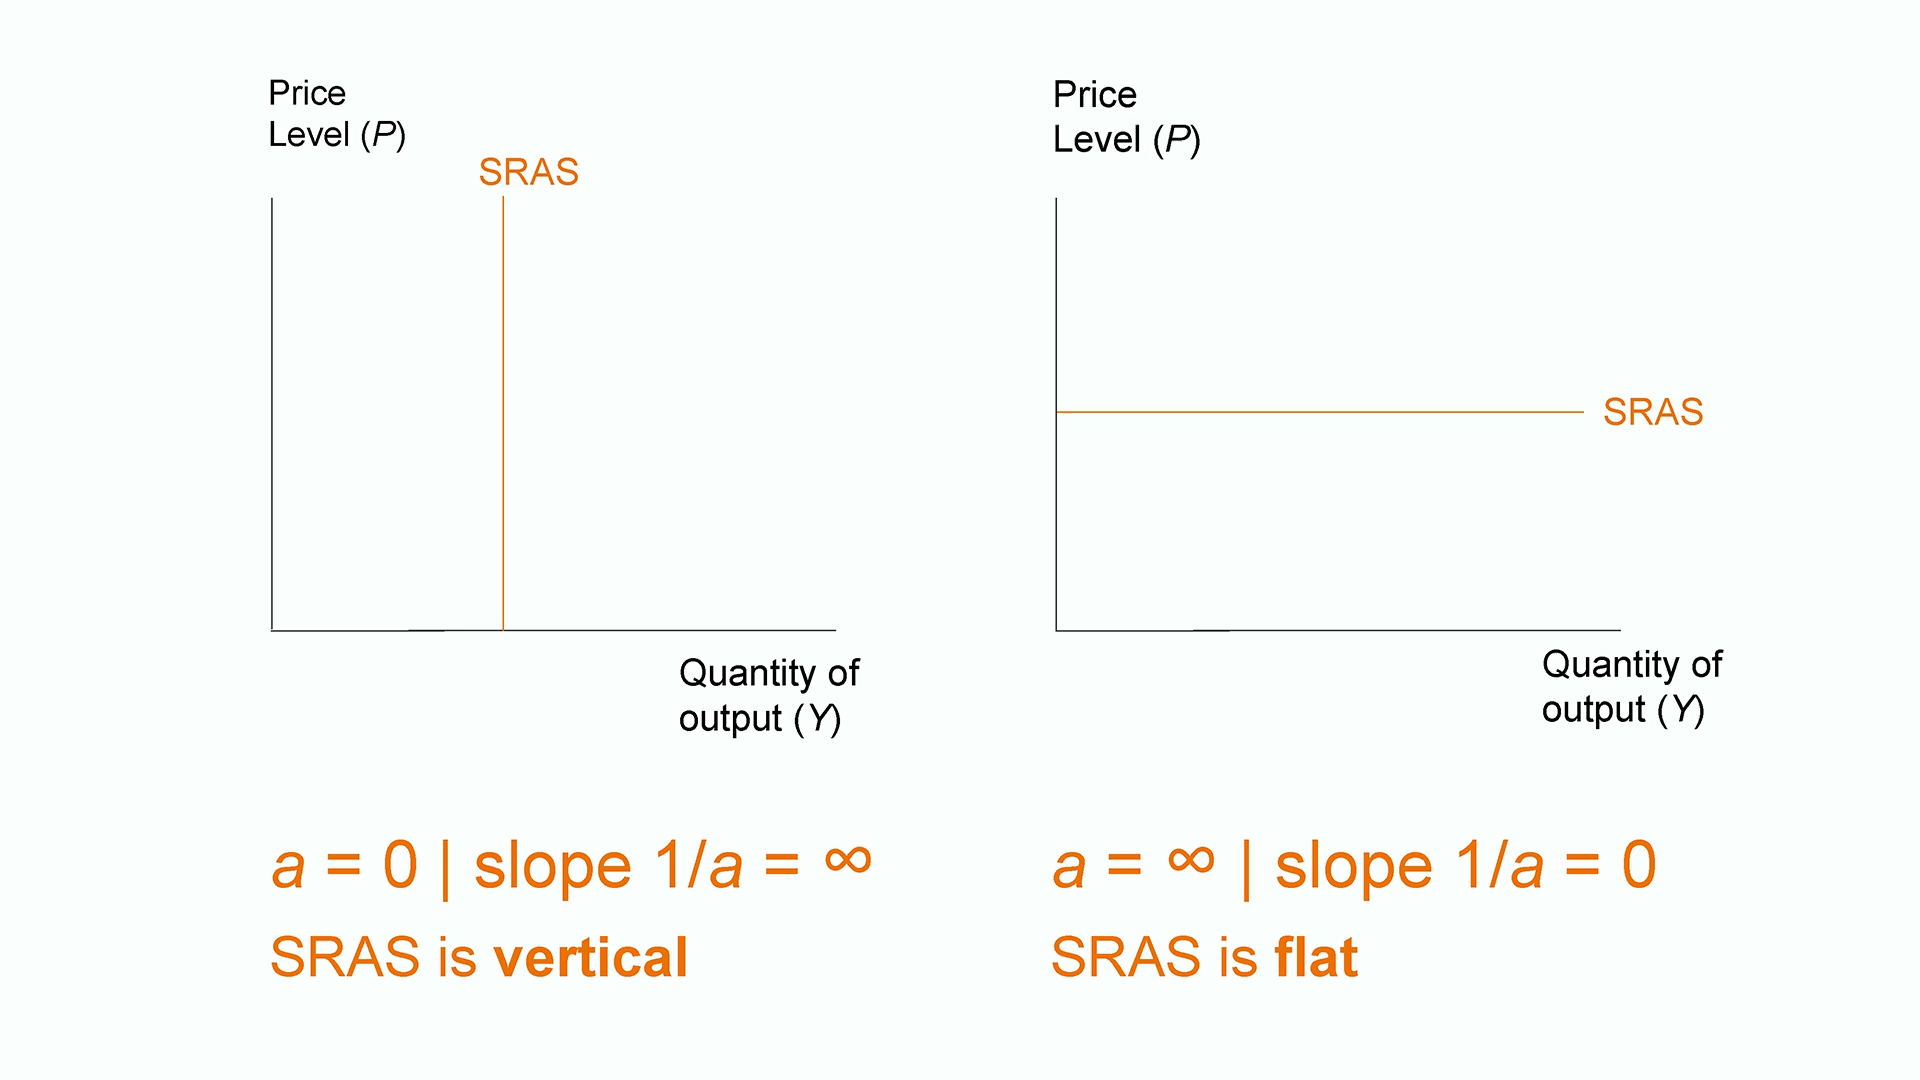 Price
Level (P)
SRAS
Quantity of
output (Y)
a = 0 | slope 1/a = ∞
SRAS is vertical
Price
Level (P)
SRAS
Quantity of
output (Y)
a = ∞ | slope 1/a = 0
SRAS is flat